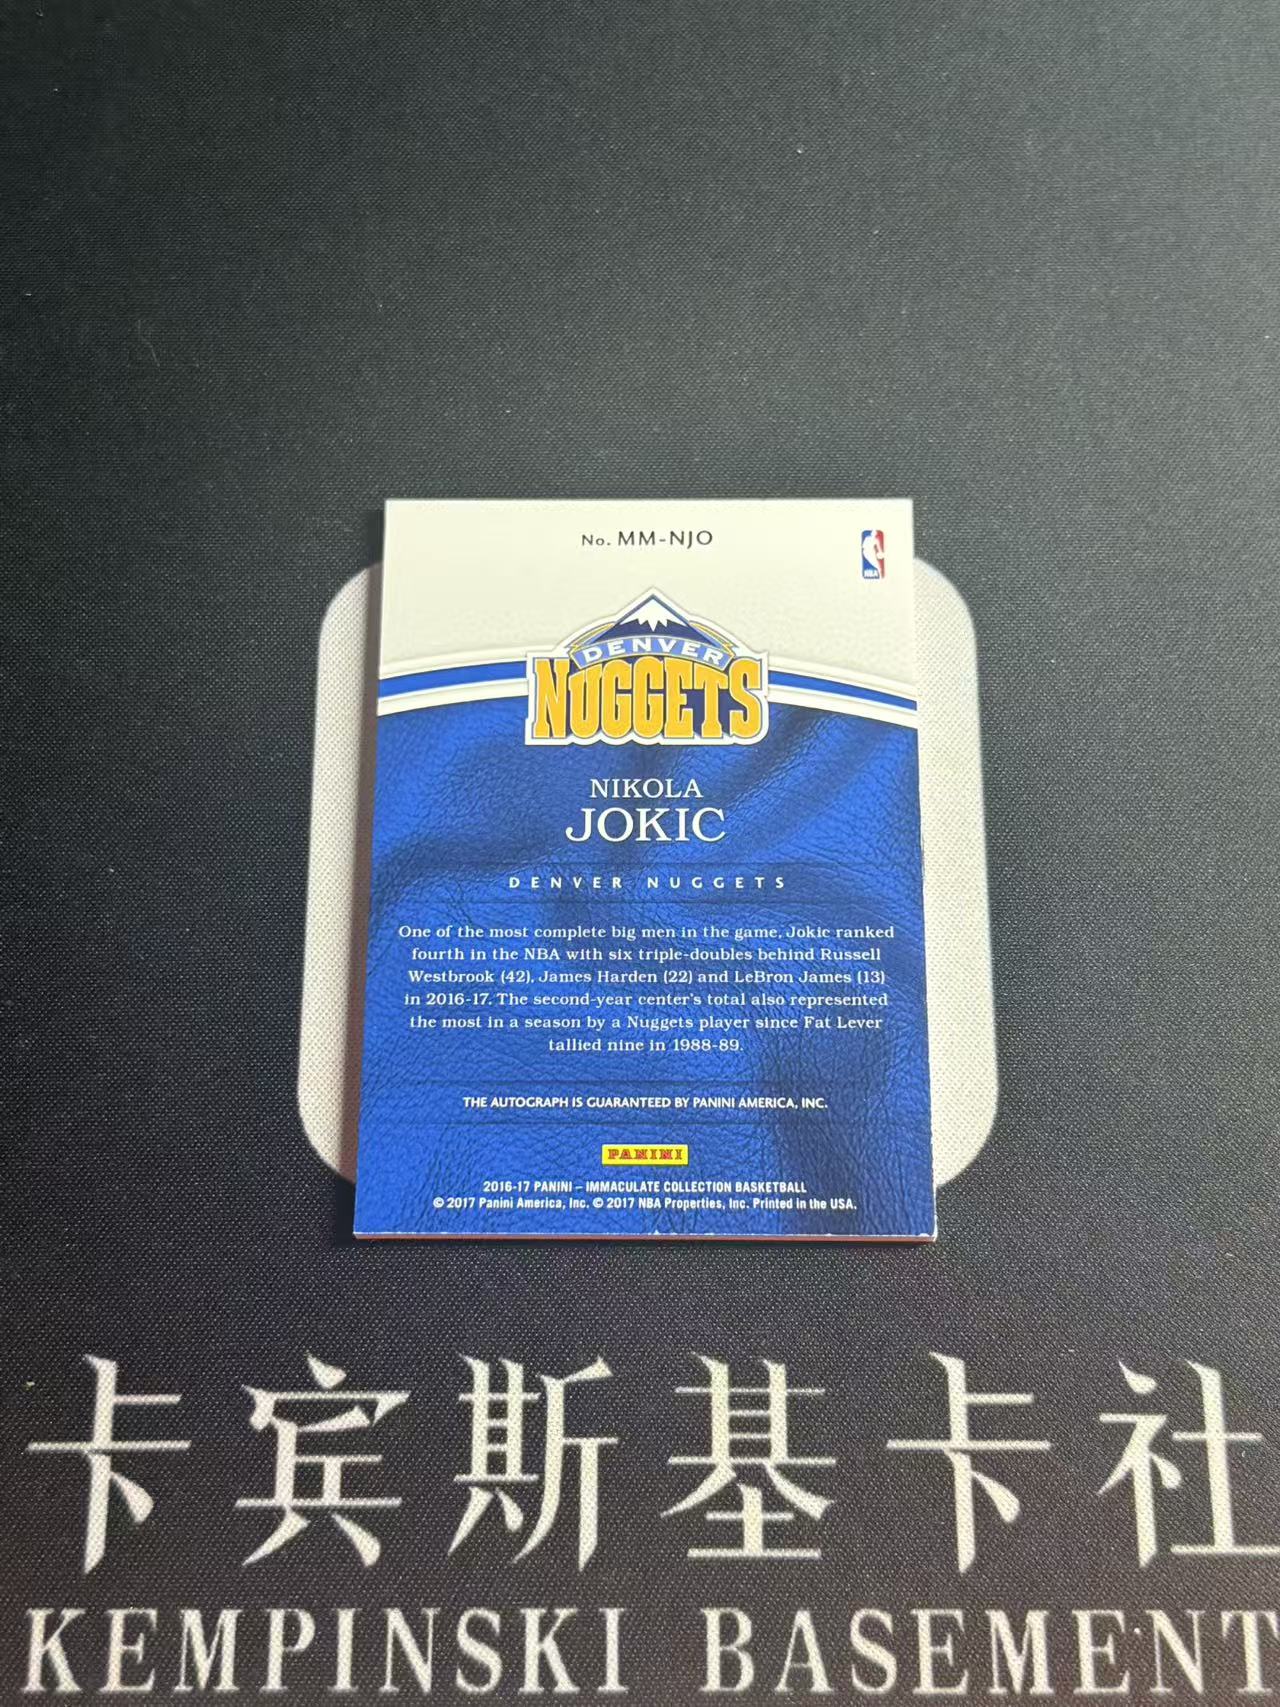 No. MM-NJO
NBA
DENVER
NUGGETS
NIKOLA
JOKIC
DENVER NUGGETS
One of the most complete big men in the game, Jokic ranked
fourth in the NBA with six triple-doubles behind Russell
Westbrook (42), James Harden (22) and LeBron James (13)
in 2016-17. The second-year center's total also represented
the most in a season by a Nuggets player since Fat Lever
tallied nine in 1988-89.
THE AUTOGRAPH IS GUARANTEED BY PANINI AMERICA, INC.
PANINI
2016-17 PANINI – IMMACULATE COLLECTION BASKETBALL
© 2017 Panini America, Inc. © 2017 NBA Properties, Inc. Printed in the USA.
卡宾斯基卡社
KEMPINSKI BASEMENT